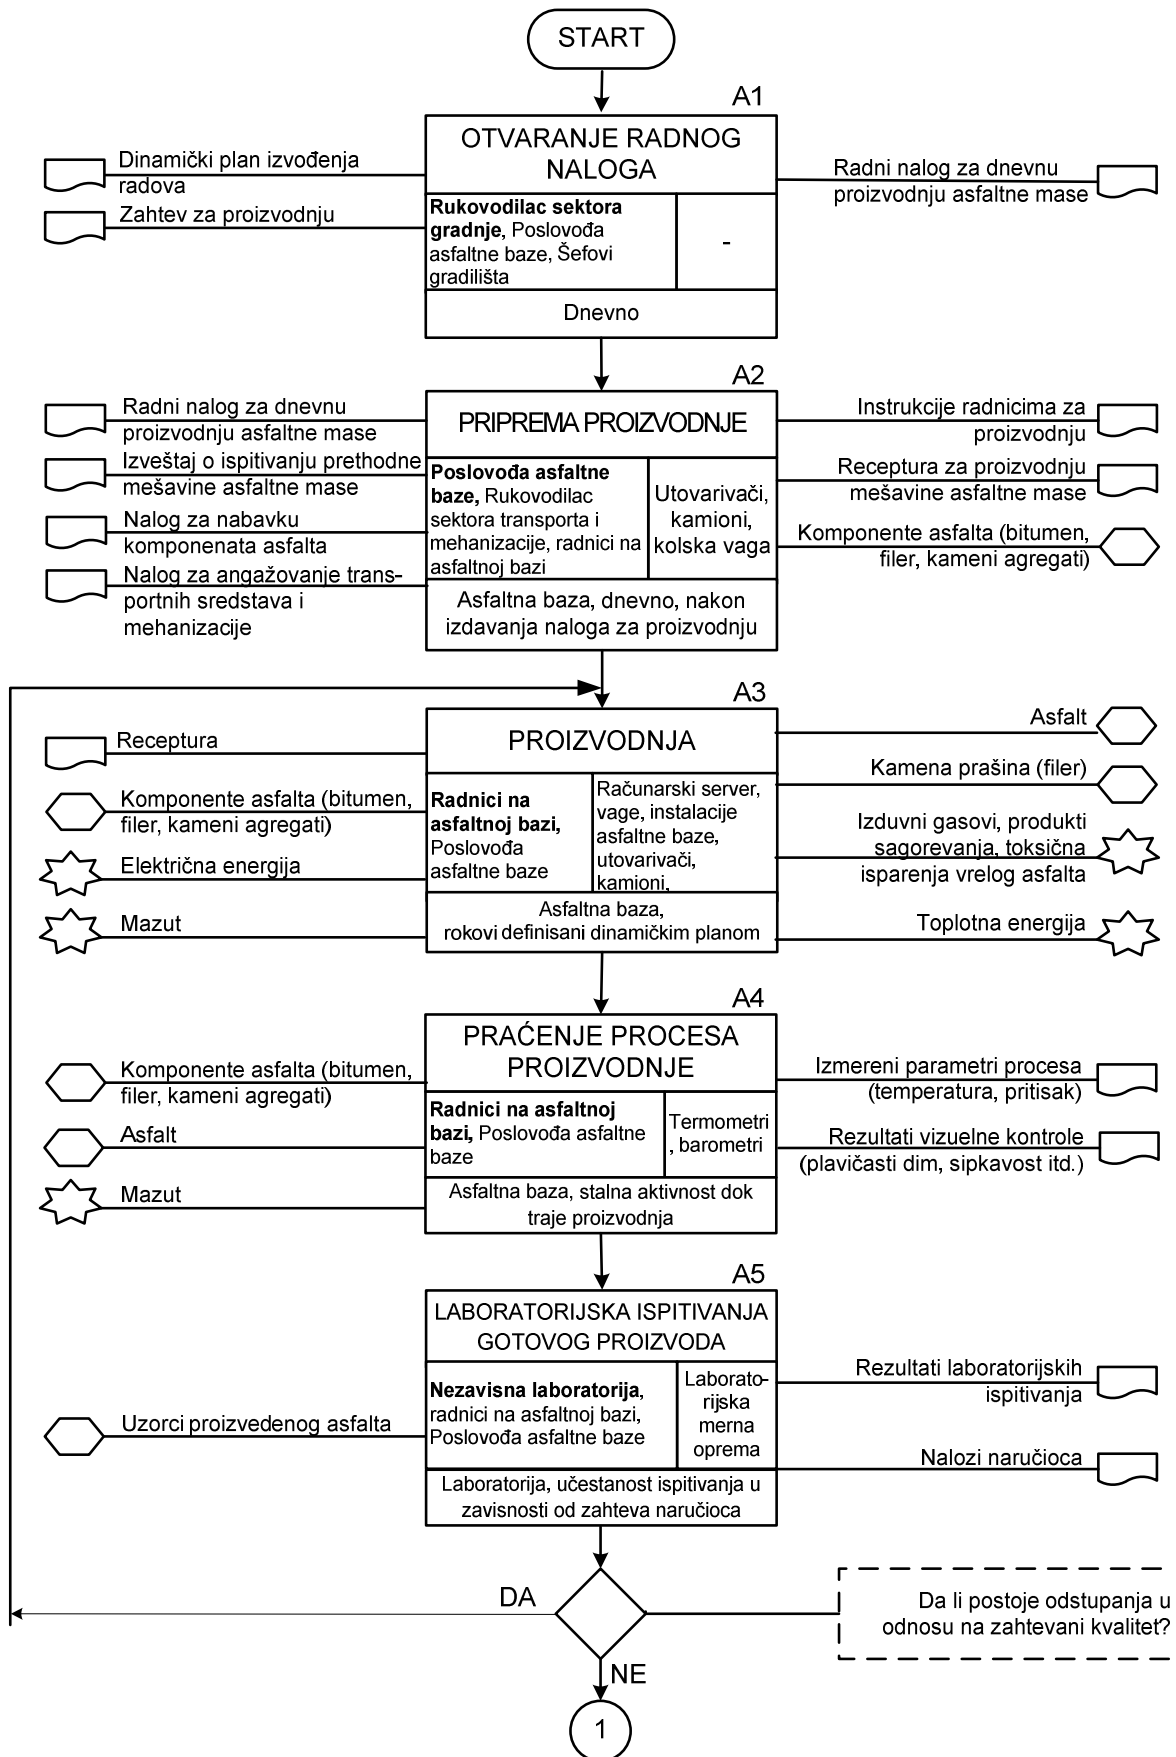 START
A1
OTVARANJE RADNOG
NALOGA
Dinamički plan izvođenja
radova
Zahtev za proizvodnju
Rukovodilac sektora
gradnje, Poslovođa
asfaltne baze, Šefovi
gradilišta
-
Dnevno
Radni nalog za dnevnu
proizvodnju asfaltne mase
A2
PRIPREMA PROIZVODNJE
Radni nalog za dnevnu
proizvodnju asfaltne mase
Izveštaj o ispitivanju prethodne
mešavine asfaltne mase
Nalog za nabavku
komponenata asfalta
Nalog za angažovanje trans-
portnih sredstava i
mehanizacije
Poslovođa asfaltne
baze, Rukovodilac
sektora transporta i
mehanizacije, radnici na
asfaltnoj bazi
Utovarivači,
kamioni,
kolska vaga
Asfaltna baza, dnevno, nakon
izdavanja naloga za proizvodnju
Instrukcije radnicima za
proizvodnju
Receptura za proizvodnju
mešavine asfaltne mase
Komponente asfalta (bitumen,
filer, kameni agregati)
A3
PROIZVODNJA
Receptura
Komponente asfalta (bitumen,
filer, kameni agregati)
Električna energija
Mazut
Radnici na
asfaltnoj bazi,
Poslovođa
asfaltne baze
Računarski server,
vage, instalacije
asfaltne baze,
utovarivači,
kamioni,
Asfaltna baza,
rokovi definisani dinamičkim planom
Asfalt
Kamena prašina (filer)
Izduvni gasovi, produkti
sagorevanja, toksična
isparenja vrelog asfalta
Toplotna energija
A4
PRAĆENJE PROCESA
PROIZVODNJE
Komponente asfalta (bitumen,
filer, kameni agregati)
Asfalt
Mazut
Radnici na asfaltnoj
bazi, Poslovođa asfaltne
baze
Termometri
, barometri
Asfaltna baza, stalna aktivnost dok
traje proizvodnja
Izmereni parametri procesa
(temperatura, pritisak)
Rezultati vizuelne kontrole
(plavičasti dim, sipkavost itd.)
A5
LABORATORIJSKA ISPITIVANJA
GOTOVOG PROIZVODA
Uzorci proizvedenog asfalta
Nezavisna laboratorija,
radnici na asfaltnoj bazi,
Poslovođa asfaltne baze
Laborato-
rijska
merna
oprema
Laboratorija, učestanost ispitivanja u
zavisnosti od zahteva naručioca
Rezultati laboratorijskih
ispitivanja
Nalozi naručioca
DA
Da li postoje odstupanja u
odnosu na zahtevani kvalitet?
NE
1